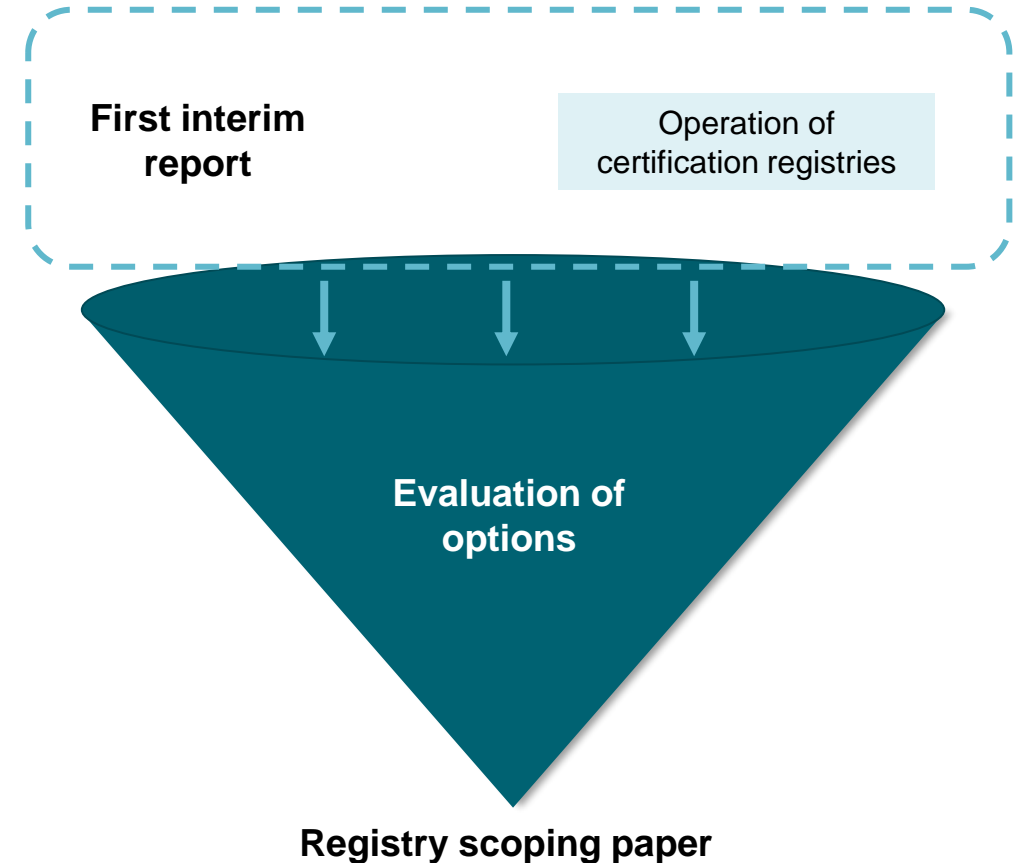 First interim
report
Operation of
certification registries
Evaluation of
options
Registry scoping paper